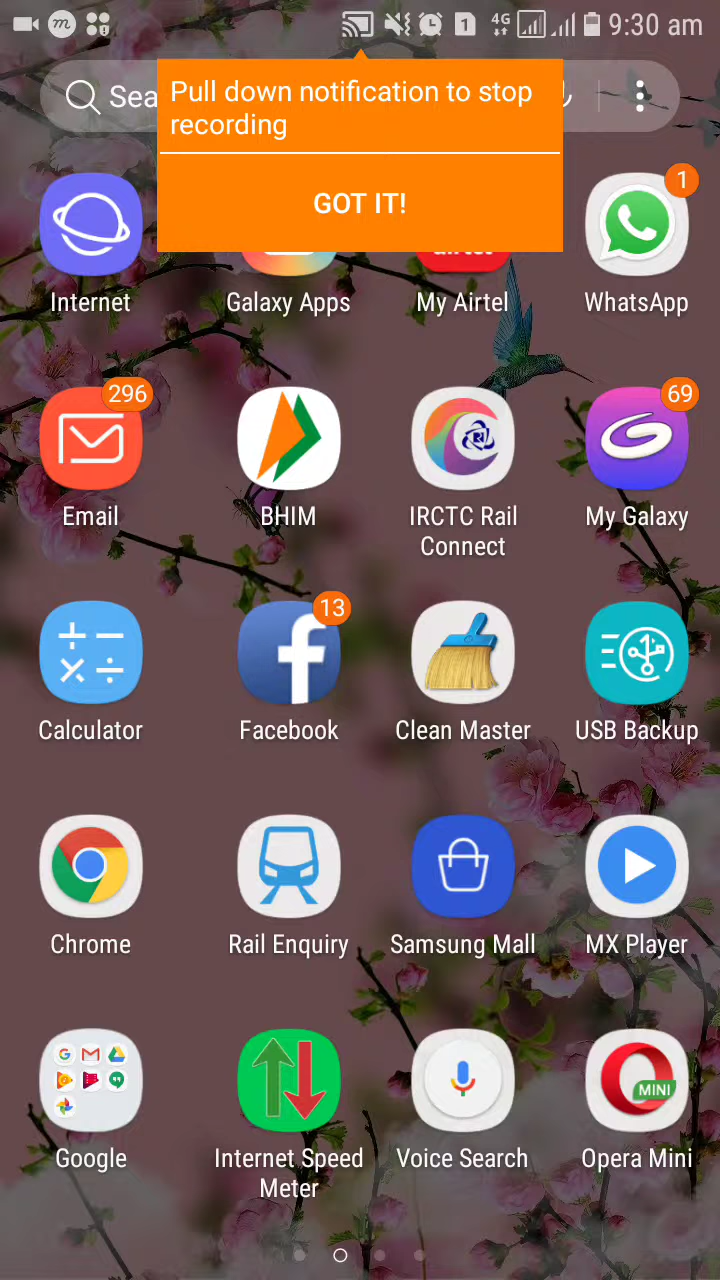 m 1 4G 9:30 am
Sea
Pull down notification to stop
recording
GOT IT!
1
Internet
Galaxy Apps
My Airtel
WhatsApp
296
69
Email
BHIM
IRCTC Rail
Connect
My Galaxy
13
Calculator
Facebook
Clean Master
USB Backup
Chrome
Rail Enquiry
Samsung Mall
MX Player
MINI
Google
Internet Speed
Meter
Voice Search
Opera Mini